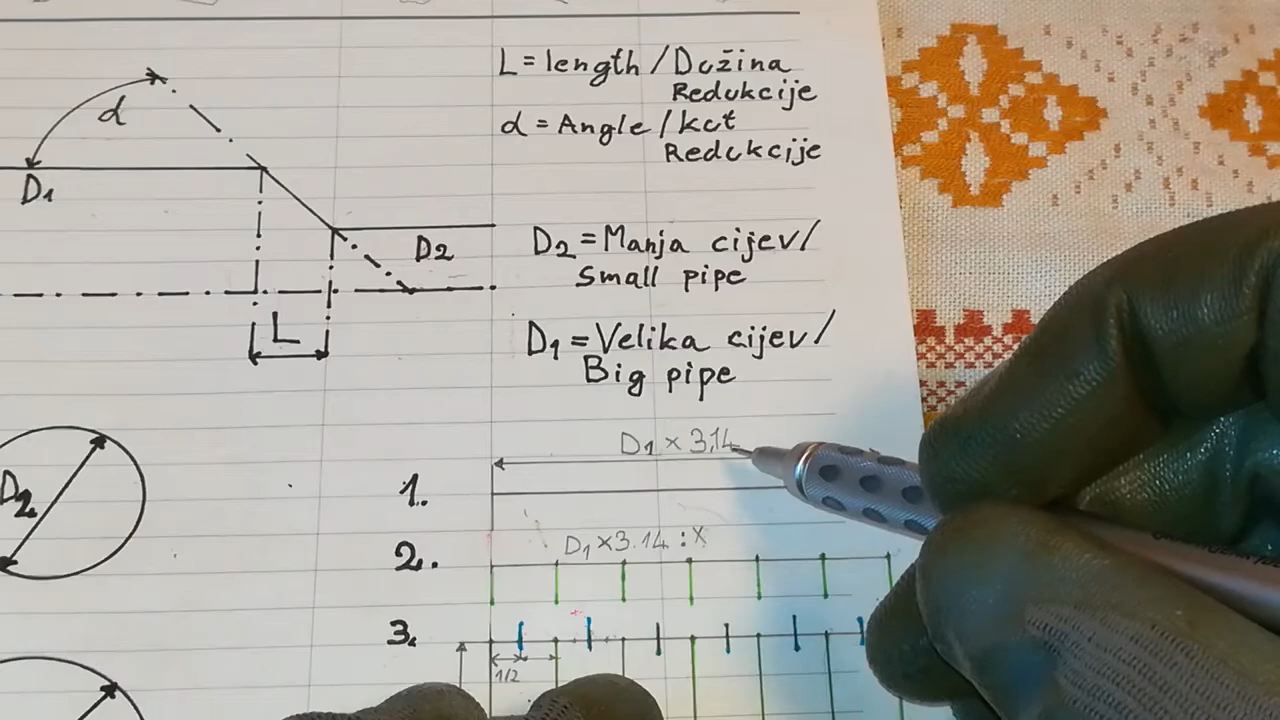 L = length / Dužina
Redukcije
α = Angle / kut
Redukcije
α
D1
D2
D2 = Manja cijev /
Small pipe
L
D1 = Velika cijev /
Big pipe
D1 × 3,14
D2
1.
D1 × 3.14 : x
2.
3.
1/2